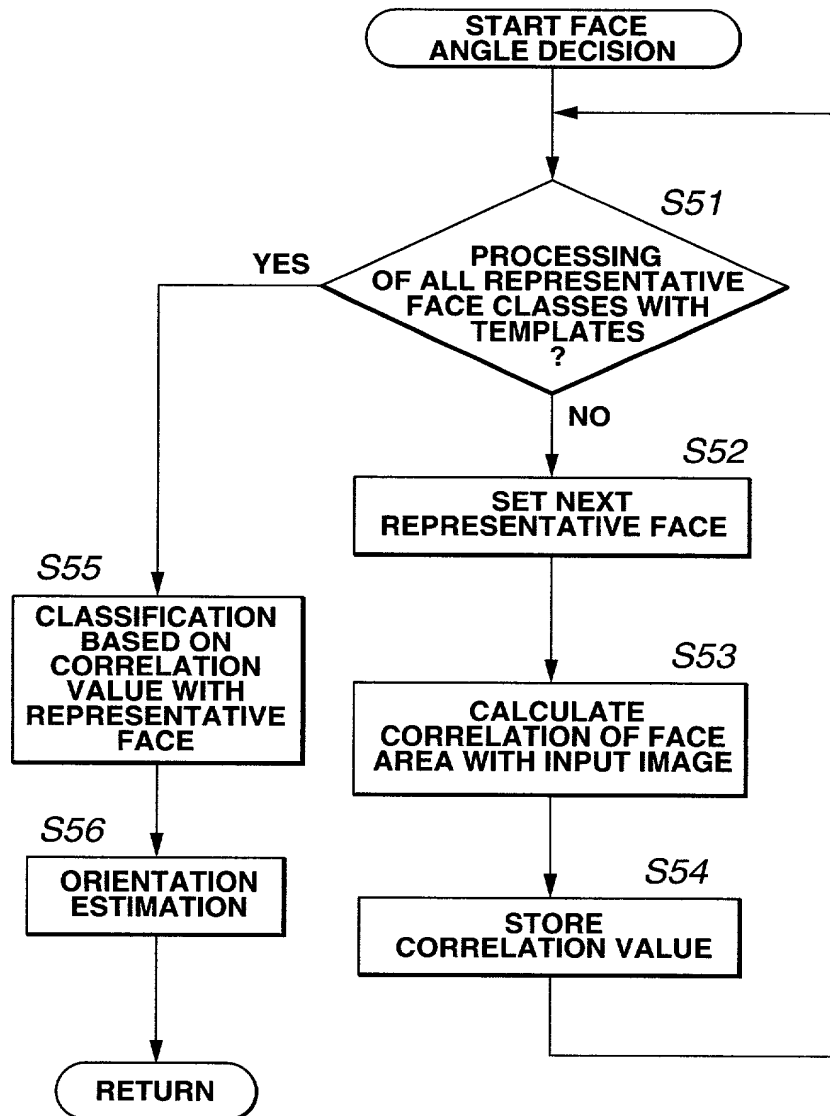 START FACE
ANGLE DECISION
S51
PROCESSING
OF ALL REPRESENTATIVE
FACE CLASSES WITH
TEMPLATES
?
YES
NO
S52
SET NEXT
REPRESENTATIVE FACE
S53
CALCULATE
CORRELATION OF FACE
AREA WITH INPUT IMAGE
S54
STORE
CORRELATION VALUE
S55
CLASSIFICATION
BASED ON
CORRELATION
VALUE WITH
REPRESENTATIVE
FACE
S56
ORIENTATION
ESTIMATION
RETURN